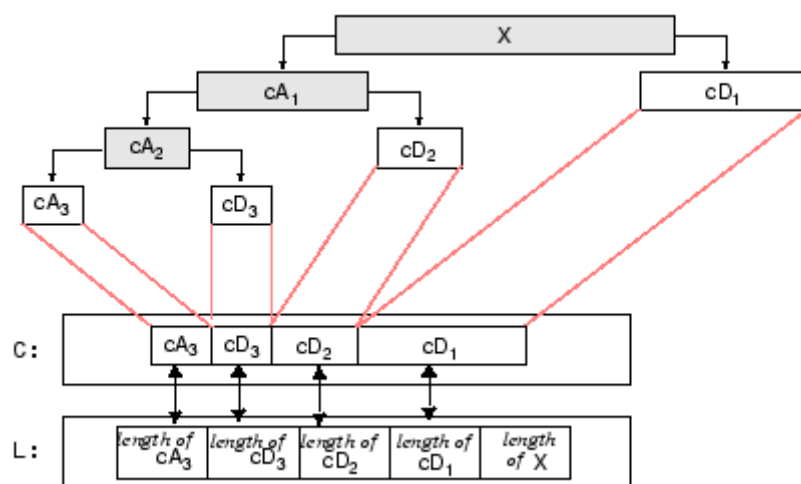 X
cA₁ cD₁
cA₂ cD₂
cA₃ cD₃
C: cA₃ cD₃ cD₂ cD₁
L: length of cA₃ length of cD₃ length of cD₂ length of cD₁ length of X